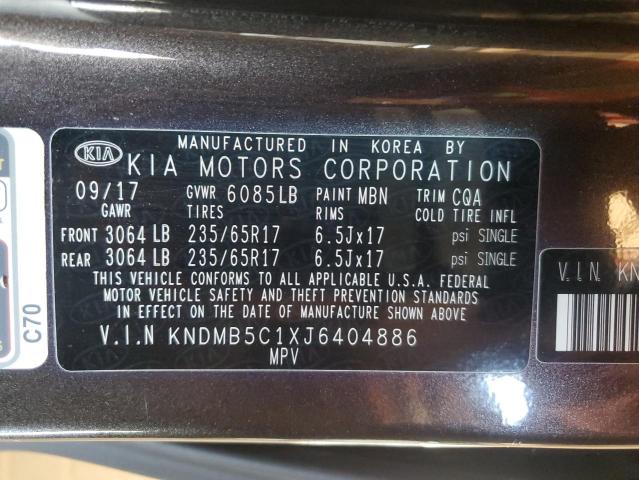 MANUFACTURED IN KOREA BY
KIA KIA MOTORS CORPORATION
09/17 GVWR 6085LB PAINT MBN TRIM CQA
GAWR TIRES RIMS COLD TIRE INFL
FRONT 3064 LB 235/65R17 6.5Jx17 psi SINGLE
REAR 3064 LB 235/65R17 6.5Jx17 psi SINGLE
THIS VEHICLE CONFORMS TO ALL APPLICABLE U.S.A. FEDERAL
MOTOR VEHICLE SAFETY AND THEFT PREVENTION STANDARDS
IN EFFECT ON THE DATE OF MANUFACTURE SHOWN ABOVE
V.I.N KNDMB5C1XJ6404886
MPV
C70
V.I.N. KN